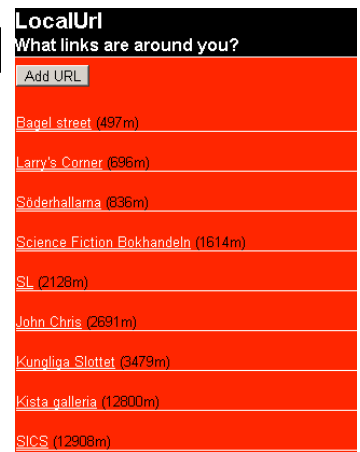 LocalUrl
What links are around you?
Add URL
Bagel street (497m)
Larry's Corner (696m)
Söderhallarna (836m)
Science Fiction Bokhandeln (1614m)
SL (2128m)
John Chris (2691m)
Kungliga Slottet (3479m)
Kista galleria (12800m)
SICS (12908m)